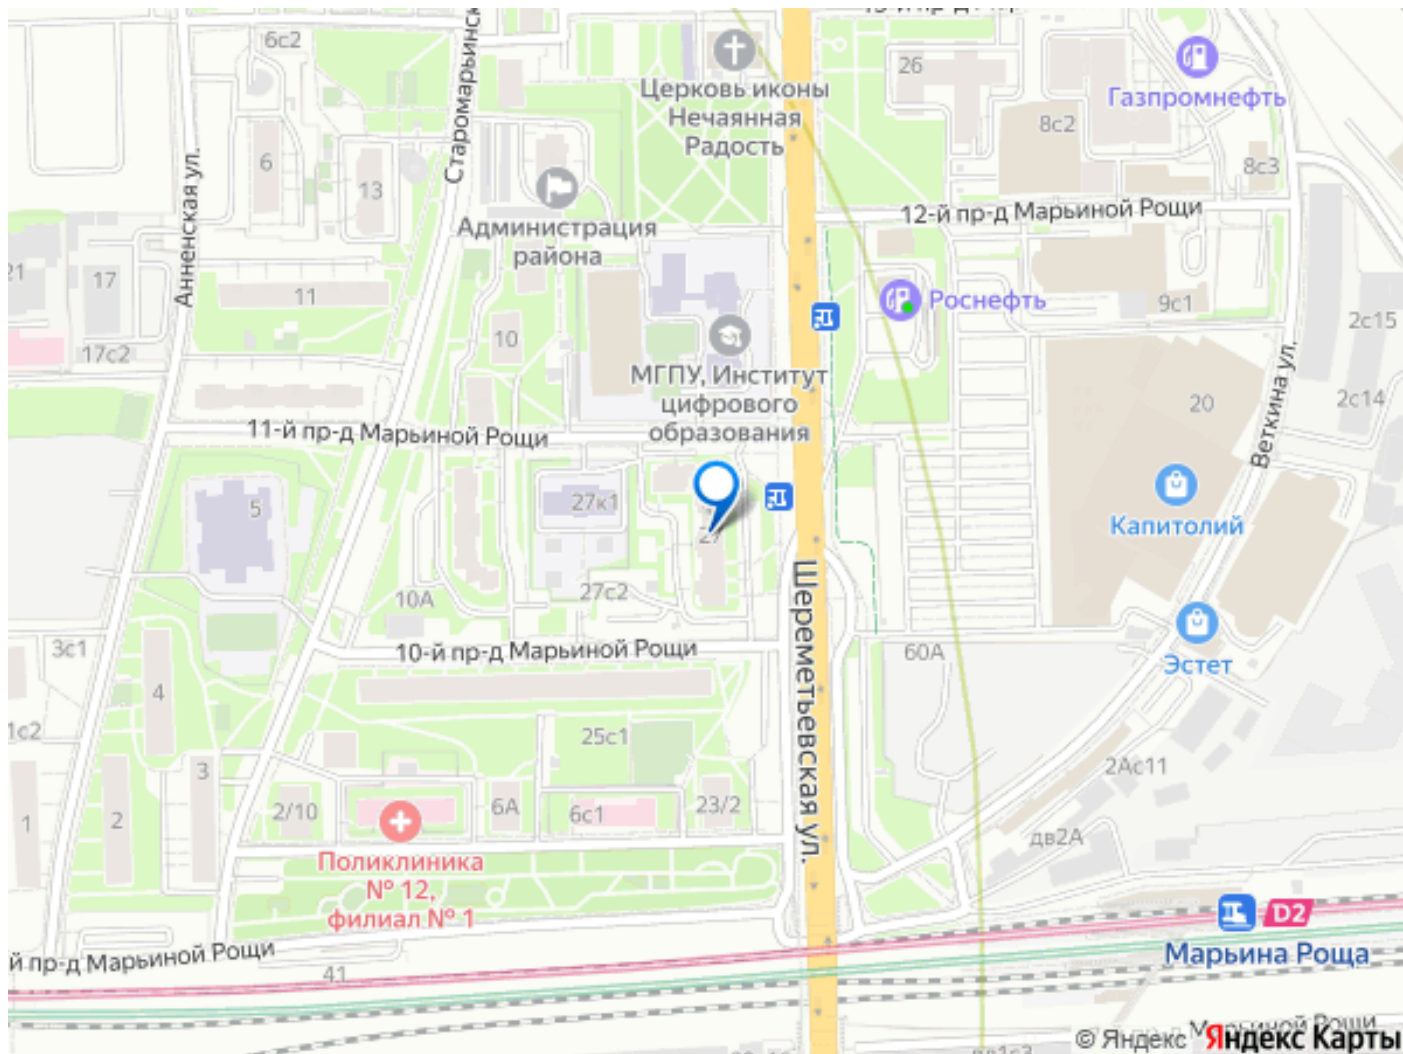 6с2
Старомарьинск
26
Церковь иконы
Нечаянная
Радость
Газпромнефть
8с2
8с3
6
13
Анненская ул.
Администрация
района
12-й пр-д Марьиной Рощи
21
17
11
17с2
10
Роснефть
9с1
2с15
2с14
МГПУ, Институт
цифрового
образования
20
Веткина ул.
11-й пр-д Марьиной Рощи
5
27к1
Капитолий
27с2
10А
Шереметьевская ул.
3с1
10-й пр-д Марьиной Рощи
60А
Эстет
4
1с2
25с1
2Ас11
3
2
1
2/10
6А
6с1
23/2
дв2А
Поликлиника
№ 12,
филиал № 1
й пр-д Марьиной Рощи
41
D2
Марьина Роща
Марьиной Рощи
© Яндекс Яндекс Карты